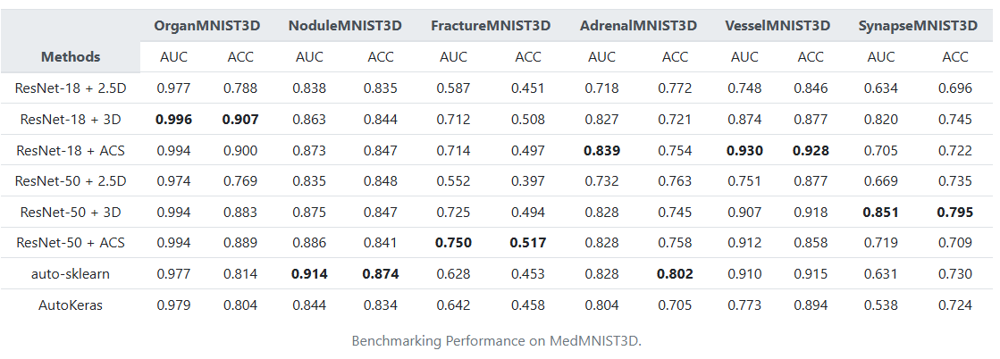 OrganMNIST3D NoduleMNIST3D FractureMNIST3D AdrenalMNIST3D VesselMNIST3D SynapseMNIST3D
Methods AUC ACC AUC ACC AUC ACC AUC ACC AUC ACC AUC ACC
ResNet-18 + 2.5D 0.977 0.788 0.838 0.835 0.587 0.451 0.718 0.772 0.748 0.846 0.634 0.696
ResNet-18 + 3D 0.996 0.907 0.863 0.844 0.712 0.508 0.827 0.721 0.874 0.877 0.820 0.745
ResNet-18 + ACS 0.994 0.900 0.873 0.847 0.714 0.497 0.839 0.754 0.930 0.928 0.705 0.722
ResNet-50 + 2.5D 0.974 0.769 0.835 0.848 0.552 0.397 0.732 0.763 0.751 0.877 0.669 0.735
ResNet-50 + 3D 0.994 0.883 0.875 0.847 0.725 0.494 0.828 0.745 0.907 0.918 0.851 0.795
ResNet-50 + ACS 0.994 0.889 0.886 0.841 0.750 0.517 0.828 0.758 0.912 0.858 0.719 0.709
auto-sklearn 0.977 0.814 0.914 0.874 0.628 0.453 0.828 0.802 0.910 0.915 0.631 0.730
AutoKeras 0.979 0.804 0.844 0.834 0.642 0.458 0.804 0.705 0.773 0.894 0.538 0.724
Benchmarking Performance on MedMNIST3D.